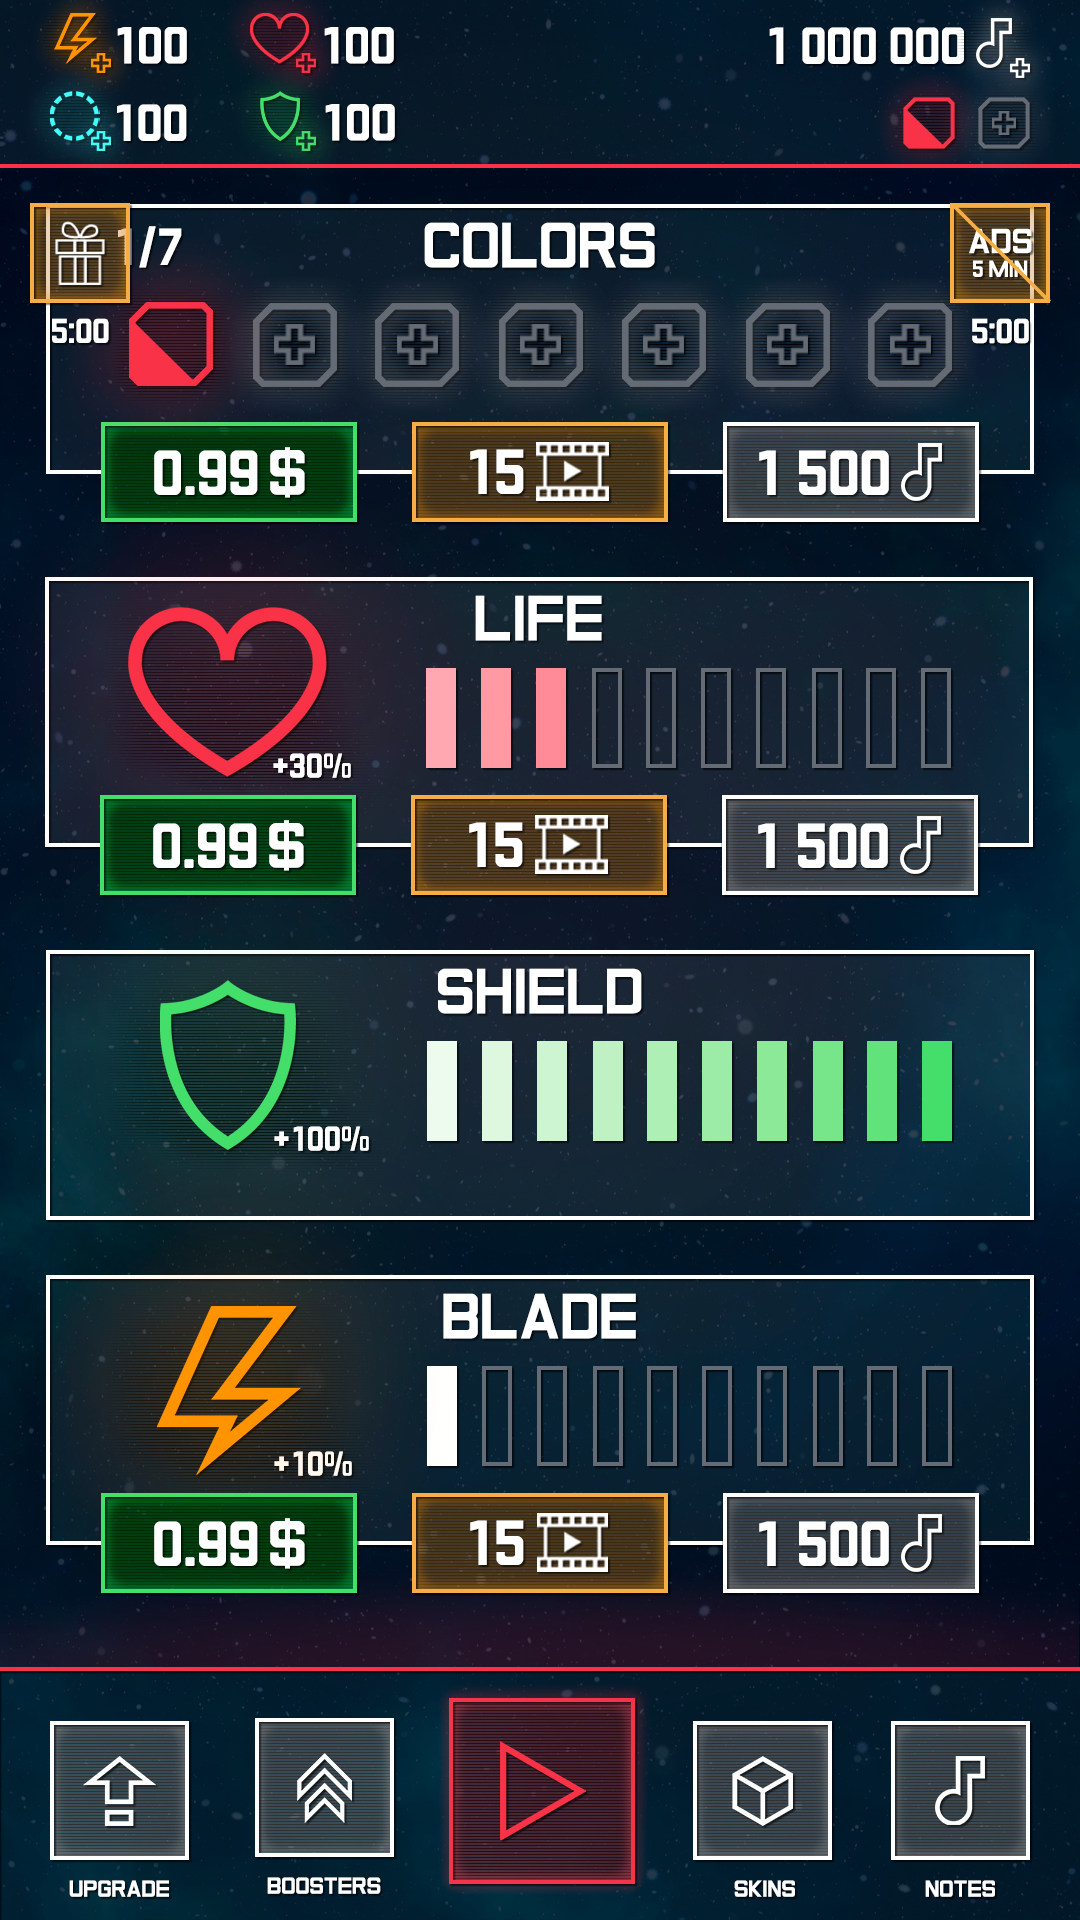 100 100 1 000 000
100 100
1/7 COLORS ADS
5 MIN
5:00 5:00
0.99 $ 15 1 500
LIFE
+30%
0.99 $ 15 1 500
SHIELD
+100%
BLADE
+10%
0.99 $ 15 1 500
UPGRADE BOOSTERS SKINS NOTES